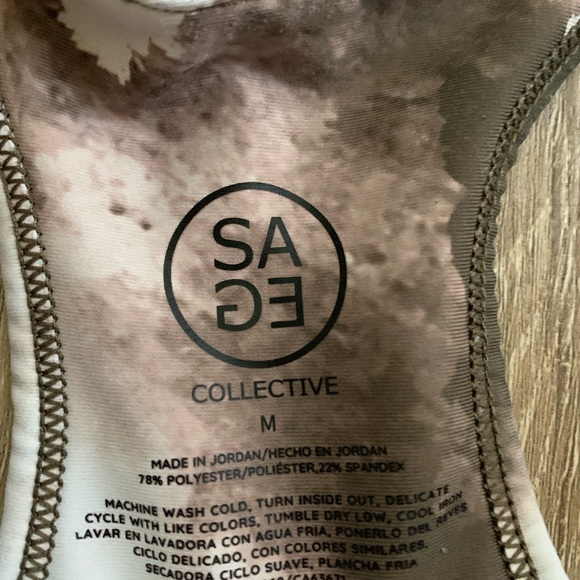 SA
GE
COLLECTIVE
M
MADE IN JORDAN/HECHO EN JORDAN
78% POLYESTER/POLIÉSTER,22% SPANDEX
MACHINE WASH COLD, TURN INSIDE OUT, DELICATE
CYCLE WITH LIKE COLORS, TUMBLE DRY LOW, COOL IRON
LAVAR EN LAVADORA CON AGUA FRIA, PONERLO DEL REVES
CICLO DELICADO, CON COLORES SIMILARES,
SECADORA CICLO SUAVE, PLANCHA FRIA